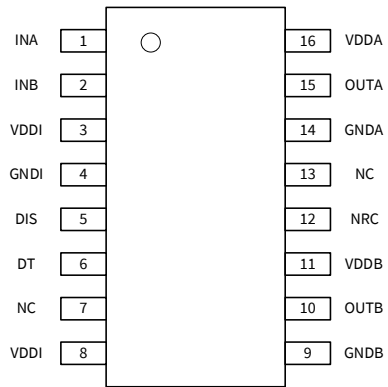 INA 1 16 VDDA
INB 2 15 OUTA
VDDI 3 14 GNDA
GNDI 4 13 NC
DIS 5 12 NRC
DT 6 11 VDDB
NC 7 10 OUTB
VDDI 8 9 GNDB